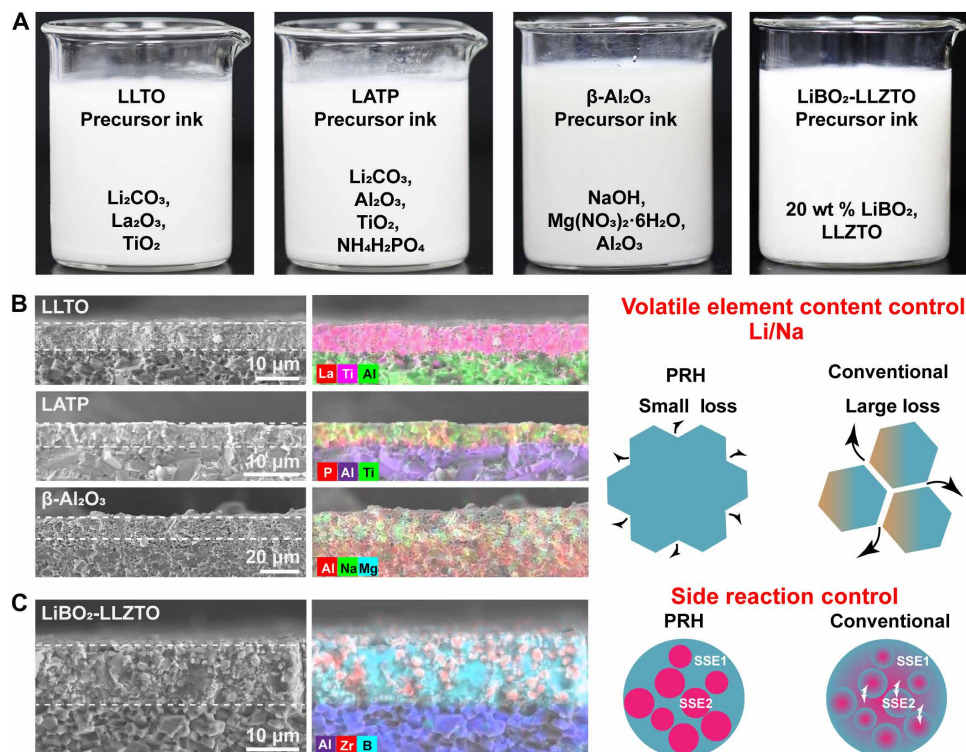 A
LLTO
Precursor ink
Li₂CO₃,
La₂O₃,
TiO₂
LATP
Precursor ink
Li₂CO₃,
Al₂O₃,
TiO₂,
NH₄H₂PO₄
β-Al₂O₃
Precursor ink
NaOH,
Mg(NO₃)₂·6H₂O,
Al₂O₃
LiBO₂-LLZTO
Precursor ink
20 wt % LiBO₂,
LLZTO
B
LLTO
10 μm
La Ti Al
LATP
10 μm
P Al Ti
β-Al₂O₃
20 μm
Al Na Mg
Volatile element content control
Li/Na
PRH
Small loss
Conventional
Large loss
C
LiBO₂-LLZTO
10 μm
Al Zr B
Side reaction control
PRH
SSE1
SSE2
Conventional
SSE1
SSE2